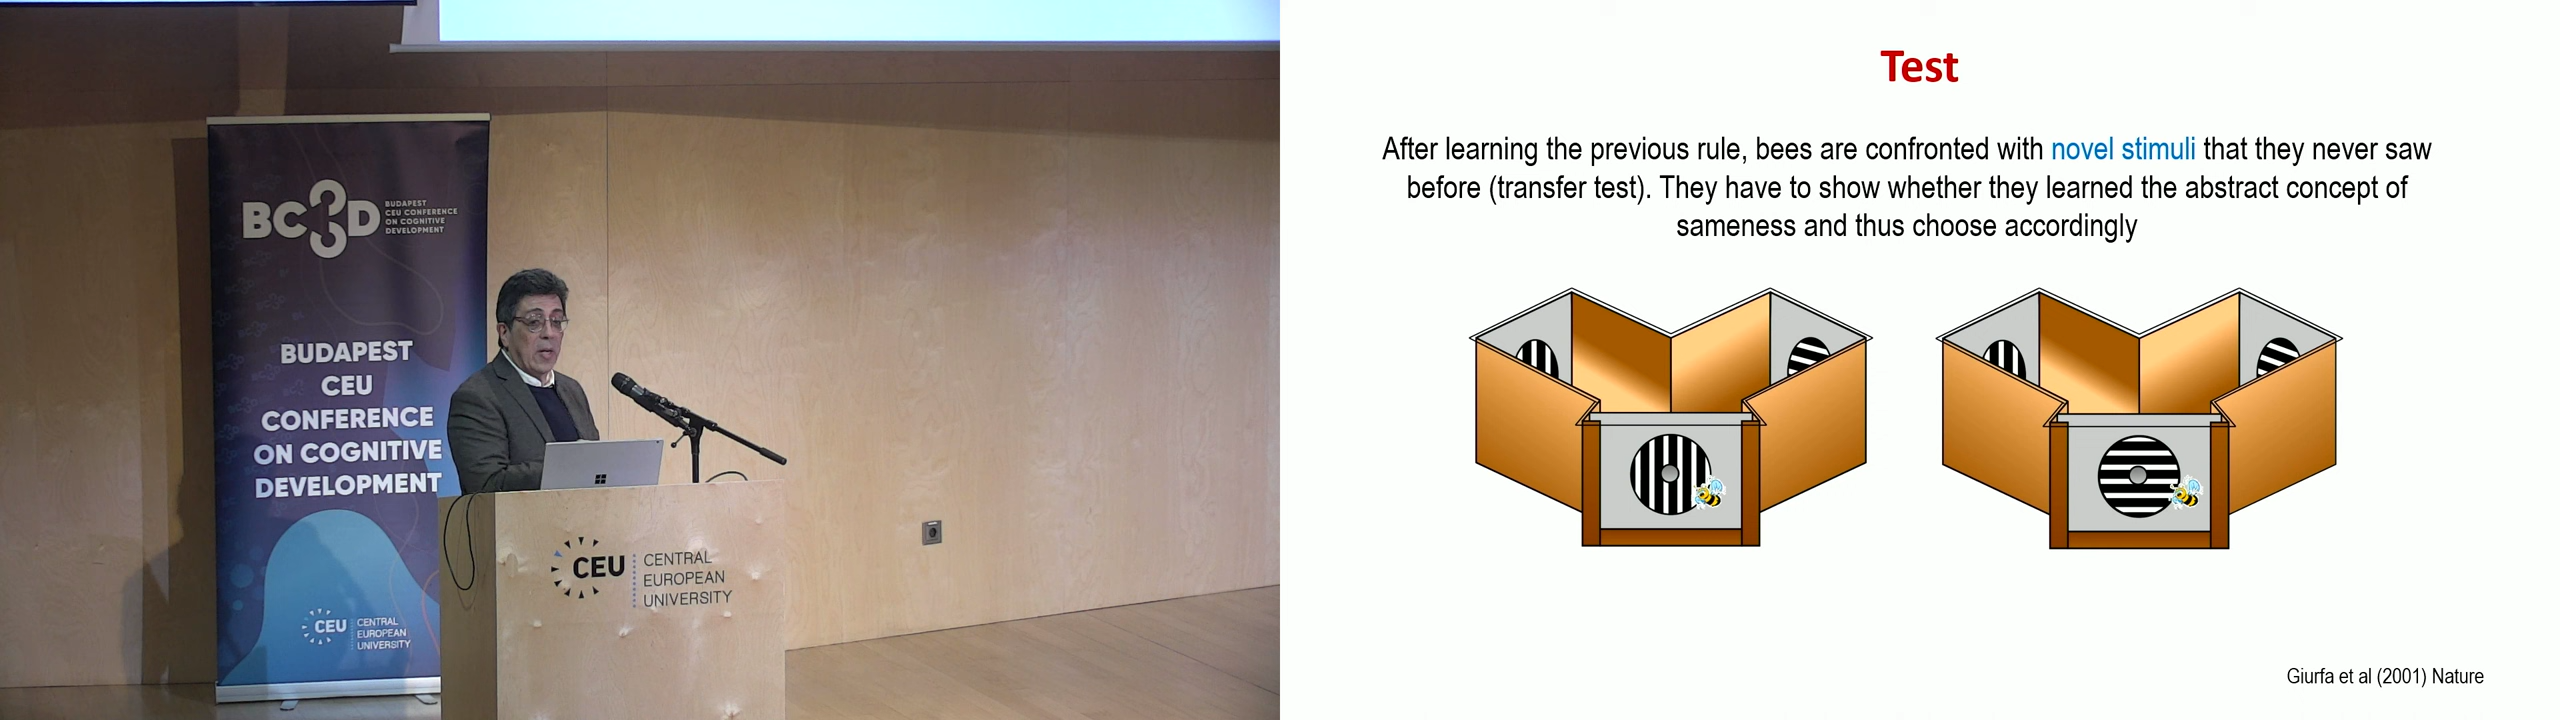 BC3D
BUDAPEST
CEU CONFERENCE
ON COGNITIVE
DEVELOPMENT
BUDAPEST
CEU
CONFERENCE
ON COGNITIVE
DEVELOPMENT
CEU
CENTRAL
EUROPEAN
UNIVERSITY
CEU
CENTRAL
EUROPEAN
UNIVERSITY
Test
After learning the previous rule, bees are confronted with novel stimuli that they never saw
before (transfer test). They have to show whether they learned the abstract concept of
sameness and thus choose accordingly
Giurfa et al (2001) Nature